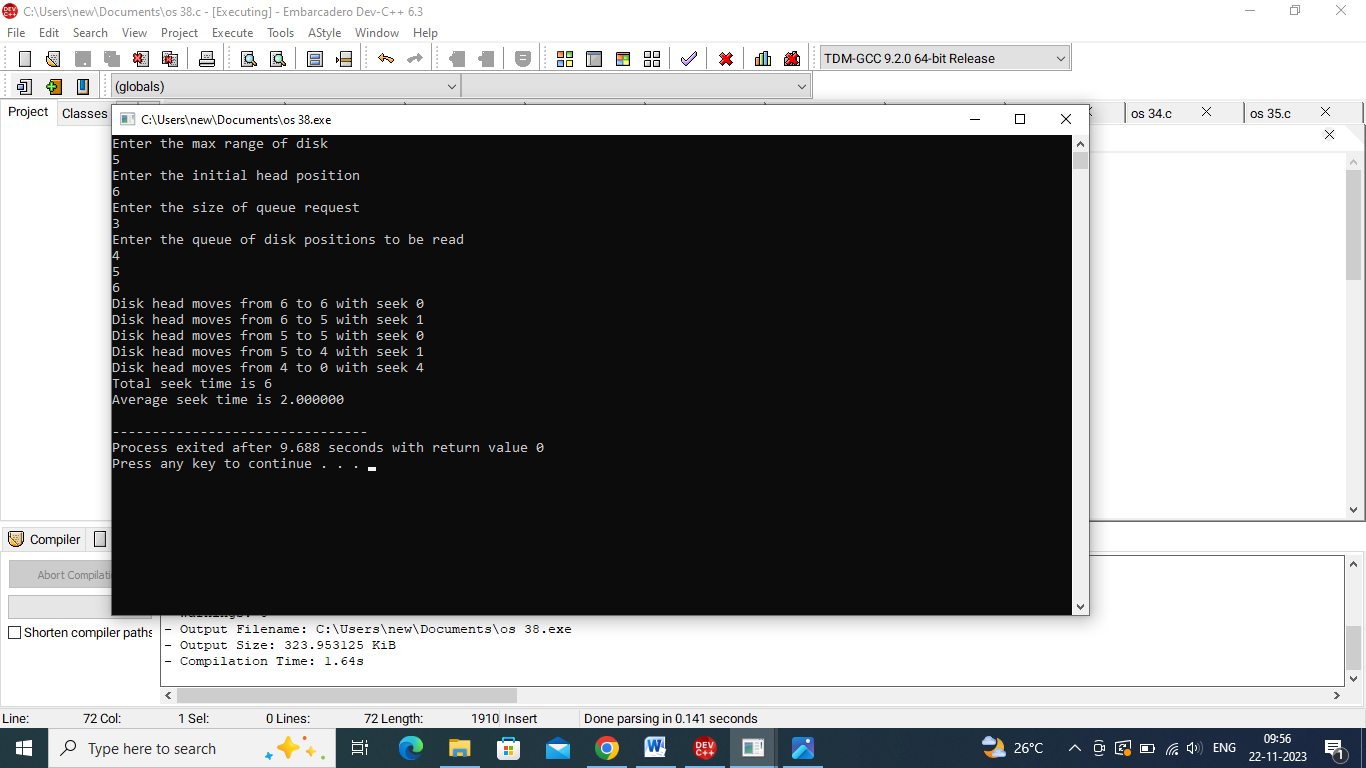 C:\Users\new\Documents\os 38.c - [Executing] - Embarcadero Dev-C++ 6.3
File Edit Search View Project Execute Tools AStyle Window Help
TDM-GCC 9.2.0 64-bit Release
(globals)
Project Classes
os 34.c os 35.c
C:\Users\new\Documents\os 38.exe
Enter the max range of disk
5
Enter the initial head position
6
Enter the size of queue request
3
Enter the queue of disk positions to be read
4
5
6
Disk head moves from 6 to 6 with seek 0
Disk head moves from 6 to 5 with seek 1
Disk head moves from 5 to 5 with seek 0
Disk head moves from 5 to 4 with seek 1
Disk head moves from 4 to 0 with seek 4
Total seek time is 6
Average seek time is 2.000000
--------------------------------
Process exited after 9.688 seconds with return value 0
Press any key to continue . . .
Compiler
Abort Compilati
Shorten compiler paths
- Output Filename: C:\Users\new\Documents\os 38.exe
- Output Size: 323.953125 KiB
- Compilation Time: 1.64s
Line: 72 Col: 1 Sel: 0 Lines: 72 Length: 1910 Insert Done parsing in 0.141 seconds
Type here to search
DEV C++
26°C
ENG
09:56
22-11-2023
1